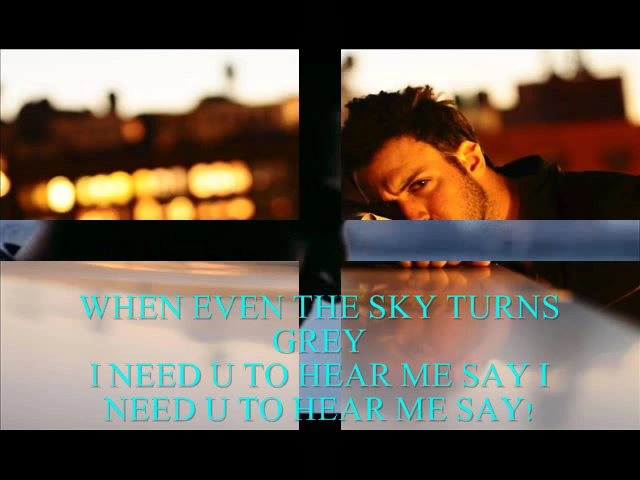 WHEN EVEN THE SKY TURNS
GREY
I NEED U TO HEAR ME SAY I
NEED U TO HEAR ME SAY!